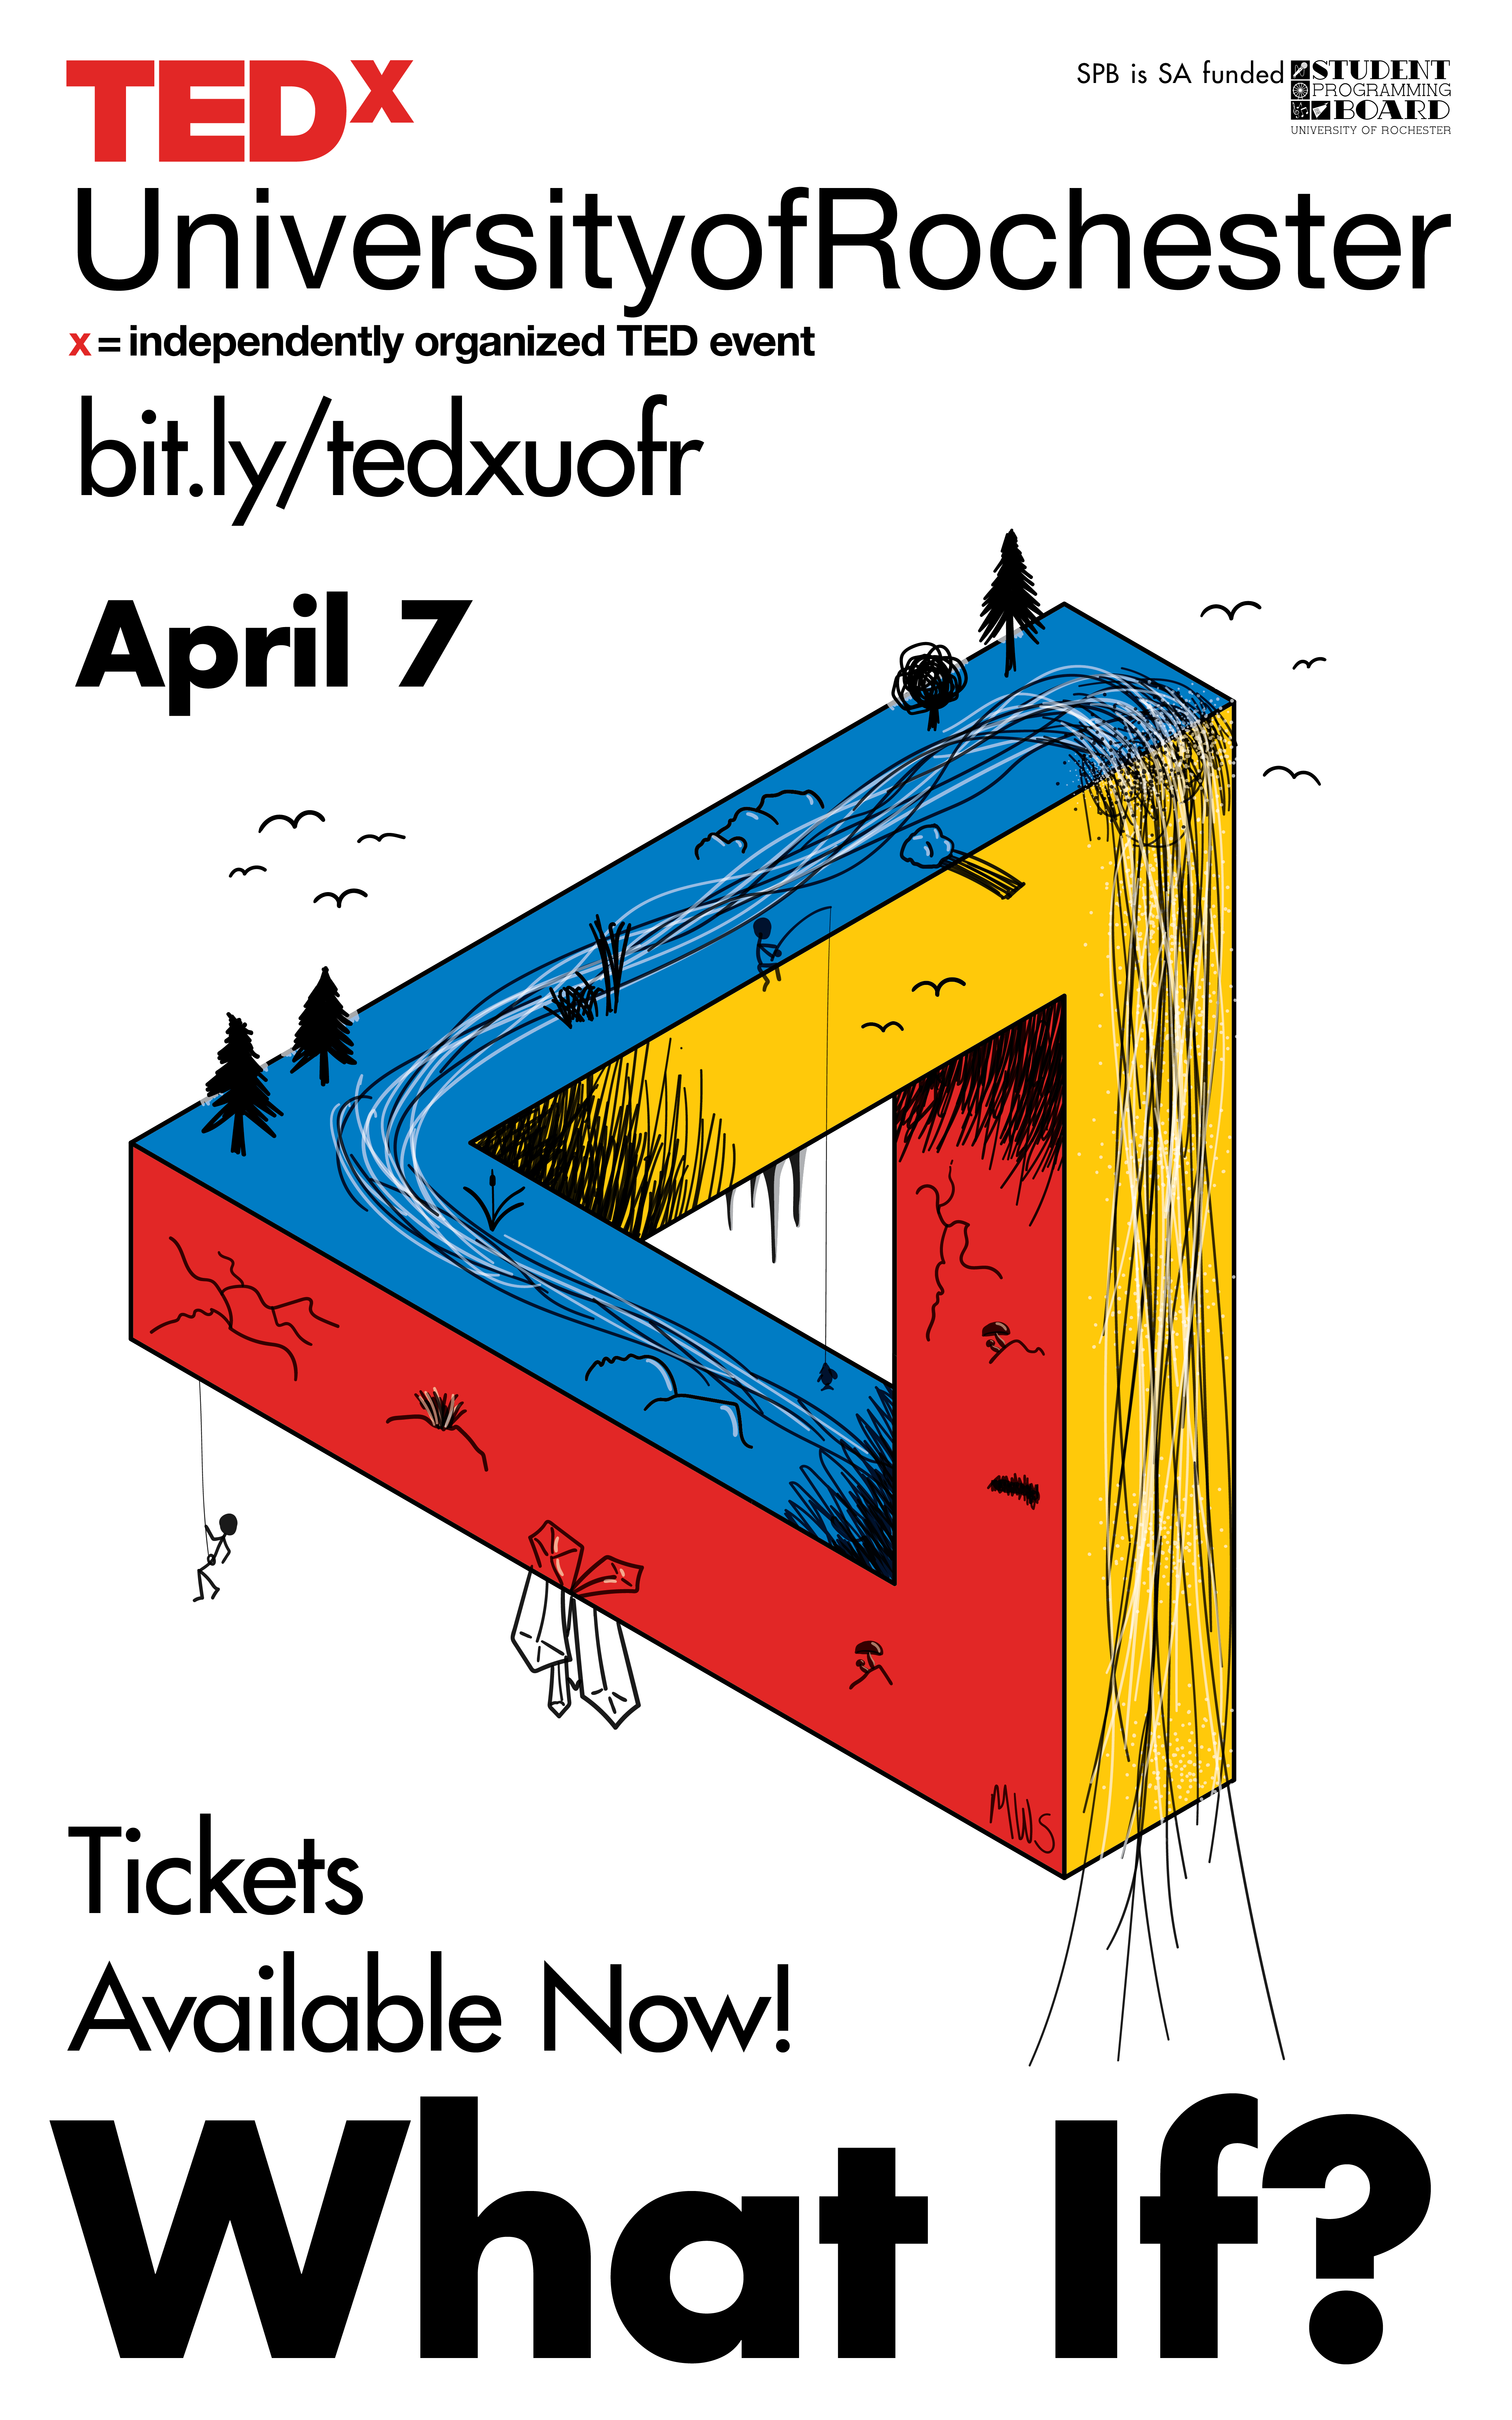 TEDx
SPB is SA funded
STUDENT
PROGRAMMING
BOARD
UNIVERSITY OF ROCHESTER
UniversityofRochester
x = independently organized TED event
bit.ly/tedxuofr
April 7
MWS
Tickets
Available Now!
What If?